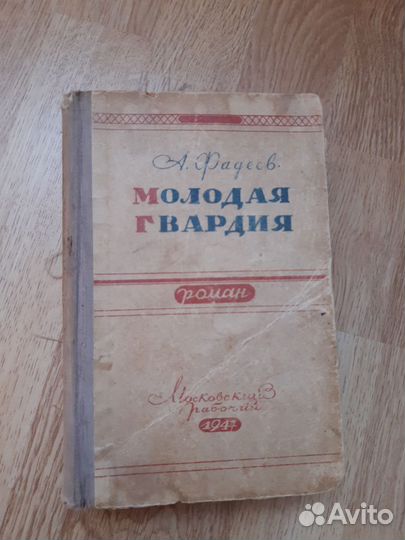 А. Фадеев.
МОЛОДАЯ
ГВАРДИЯ
роман
Московский
рабочий
1947
Avito